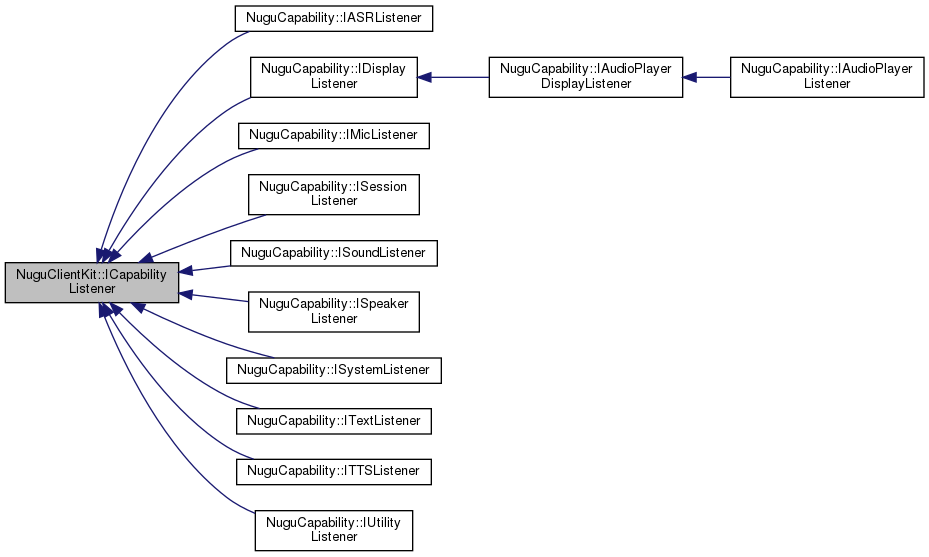 NuguCapability::IASRListener
NuguCapability::IDisplay
Listener
NuguCapability::IAudioPlayer
DisplayListener
NuguCapability::IAudioPlayer
Listener
NuguCapability::IMicListener
NuguCapability::ISession
Listener
NuguCapability::ISoundListener
NuguClientKit::ICapability
Listener
NuguCapability::ISpeaker
Listener
NuguCapability::ISystemListener
NuguCapability::ITextListener
NuguCapability::ITTSListener
NuguCapability::IUtility
Listener